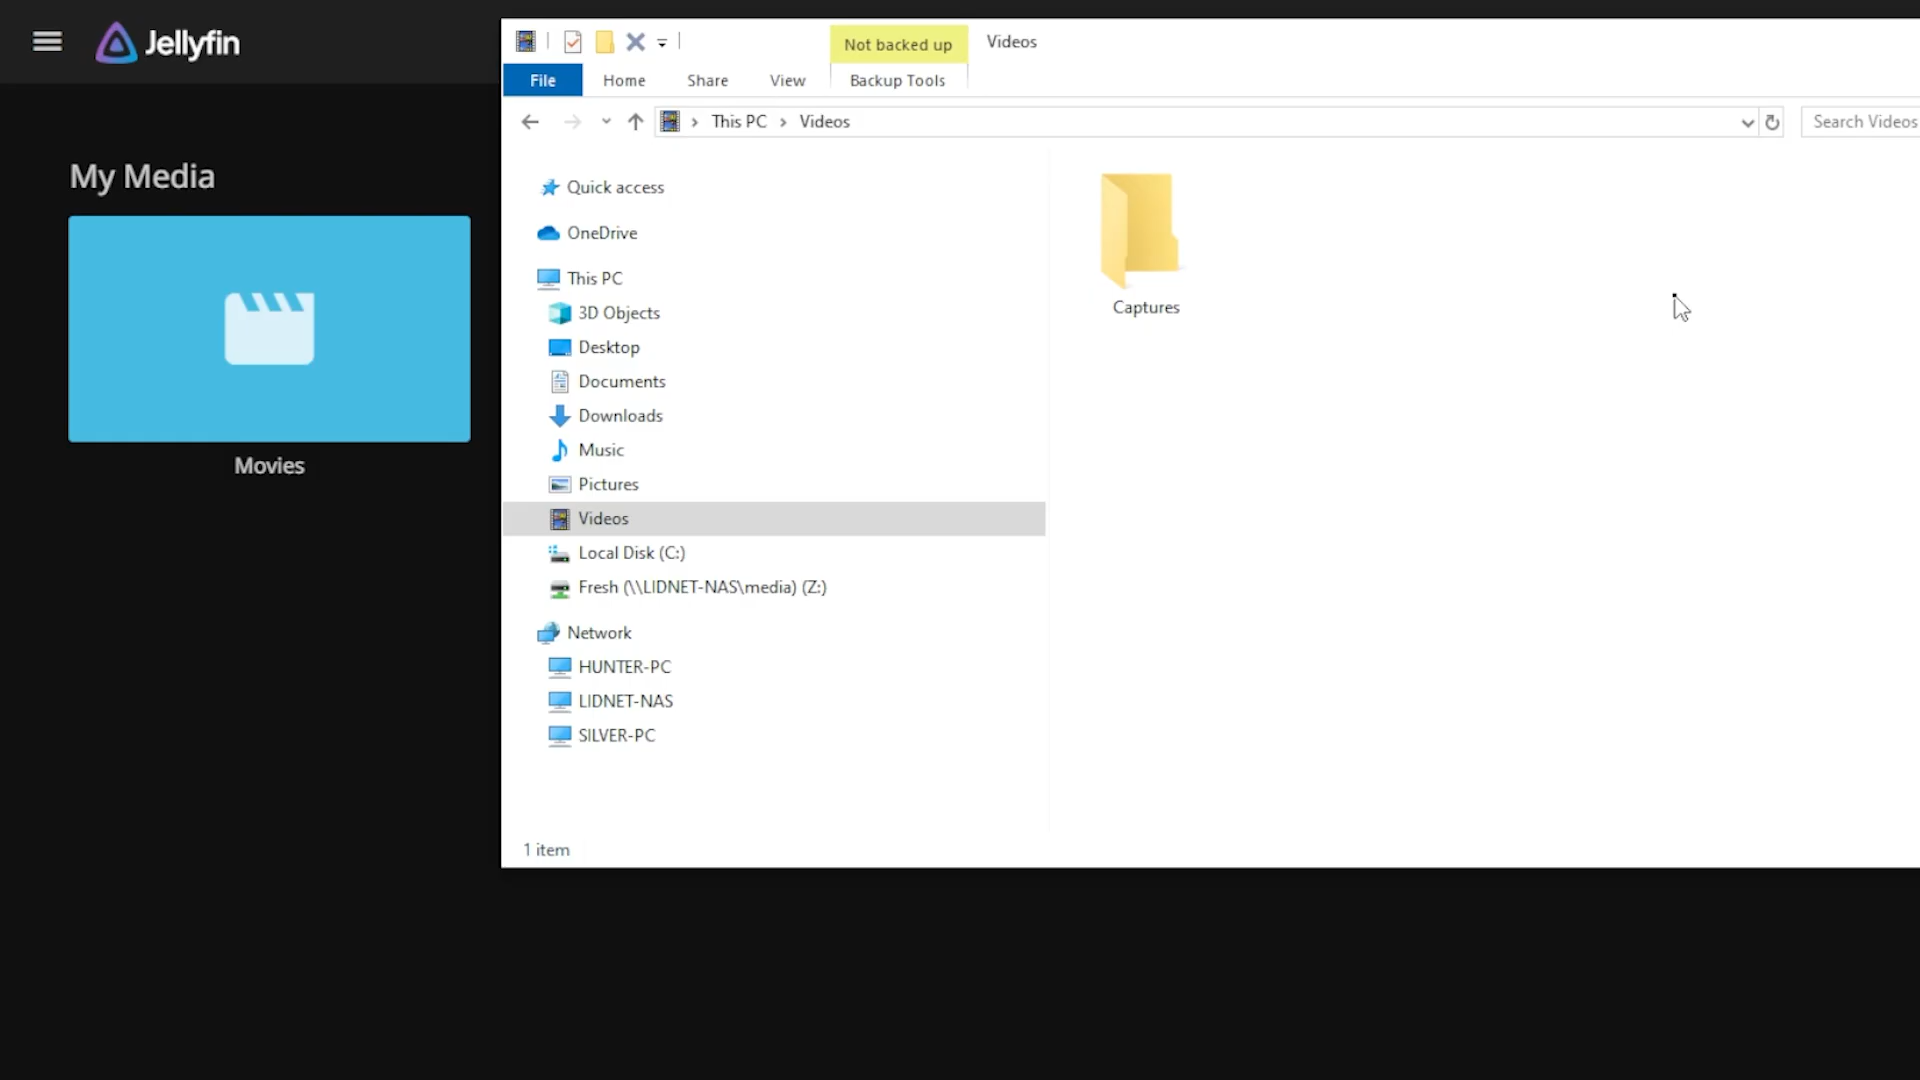 Jellyfin
My Media
Movies
Not backed up
Videos
File
Home
Share
View
Backup Tools
This PC
Videos
Search Videos
Quick access
OneDrive
This PC
3D Objects
Desktop
Documents
Downloads
Music
Pictures
Videos
Local Disk (C:)
Fresh (\\LIDNET-NAS\media) (Z:)
Network
HUNTER-PC
LIDNET-NAS
SILVER-PC
Captures
1 item